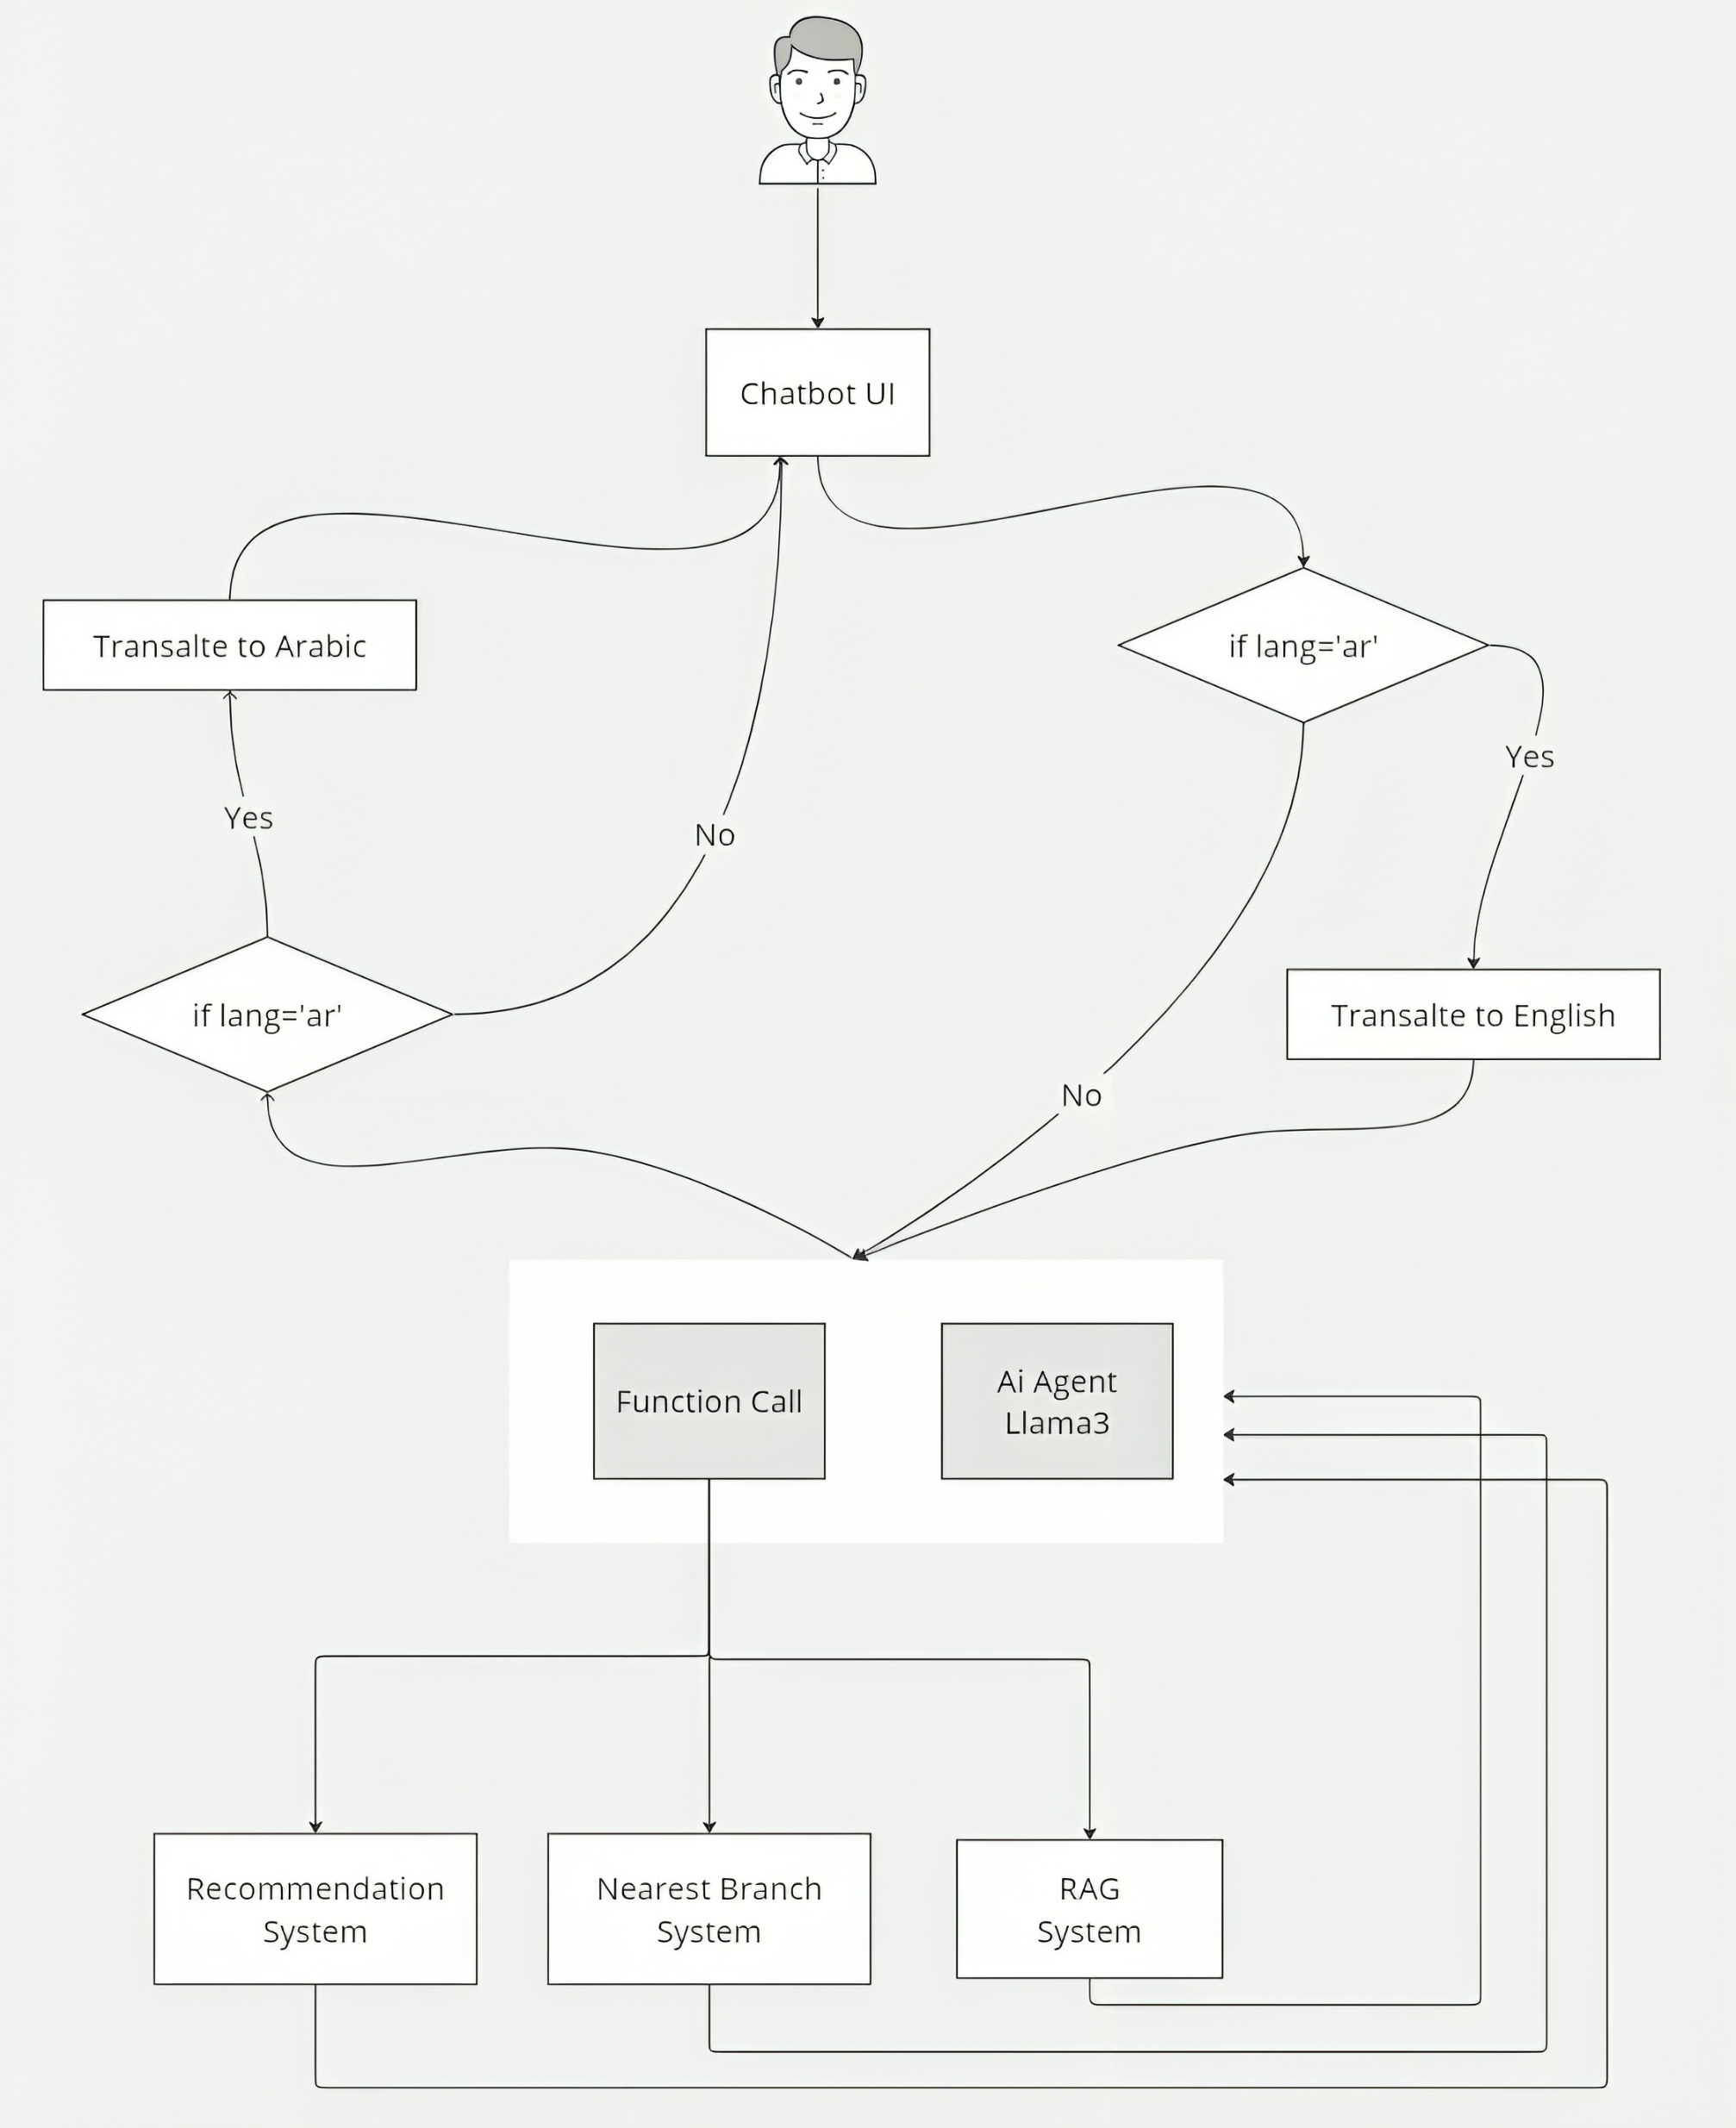 Chatbot UI
Transalte to Arabic
if lang='ar'
Yes
Yes
No
if lang='ar'
Transalte to English
No
Function Call
Ai Agent
Llama3
Recommendation
System
Nearest Branch
System
RAG
System